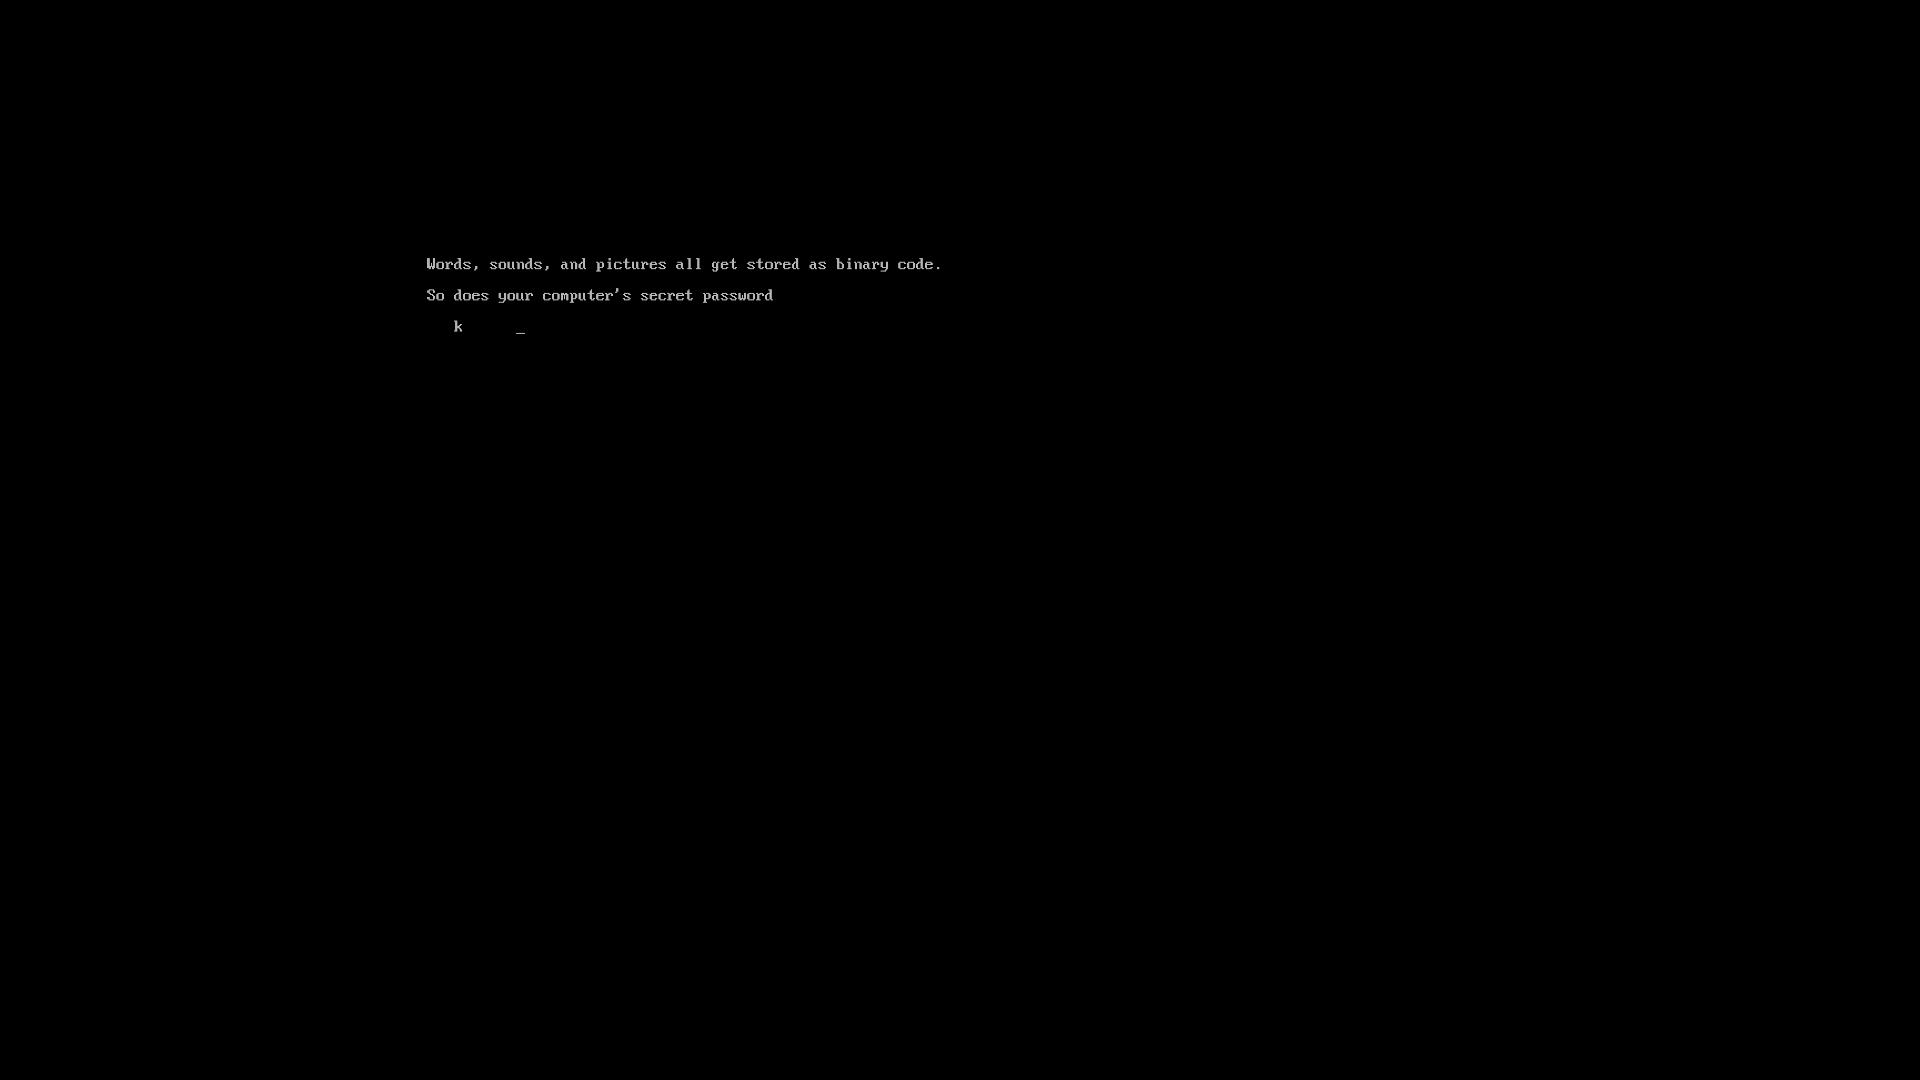 Words, sounds, and pictures all get stored as binary code.
So does your computer's secret password
k _